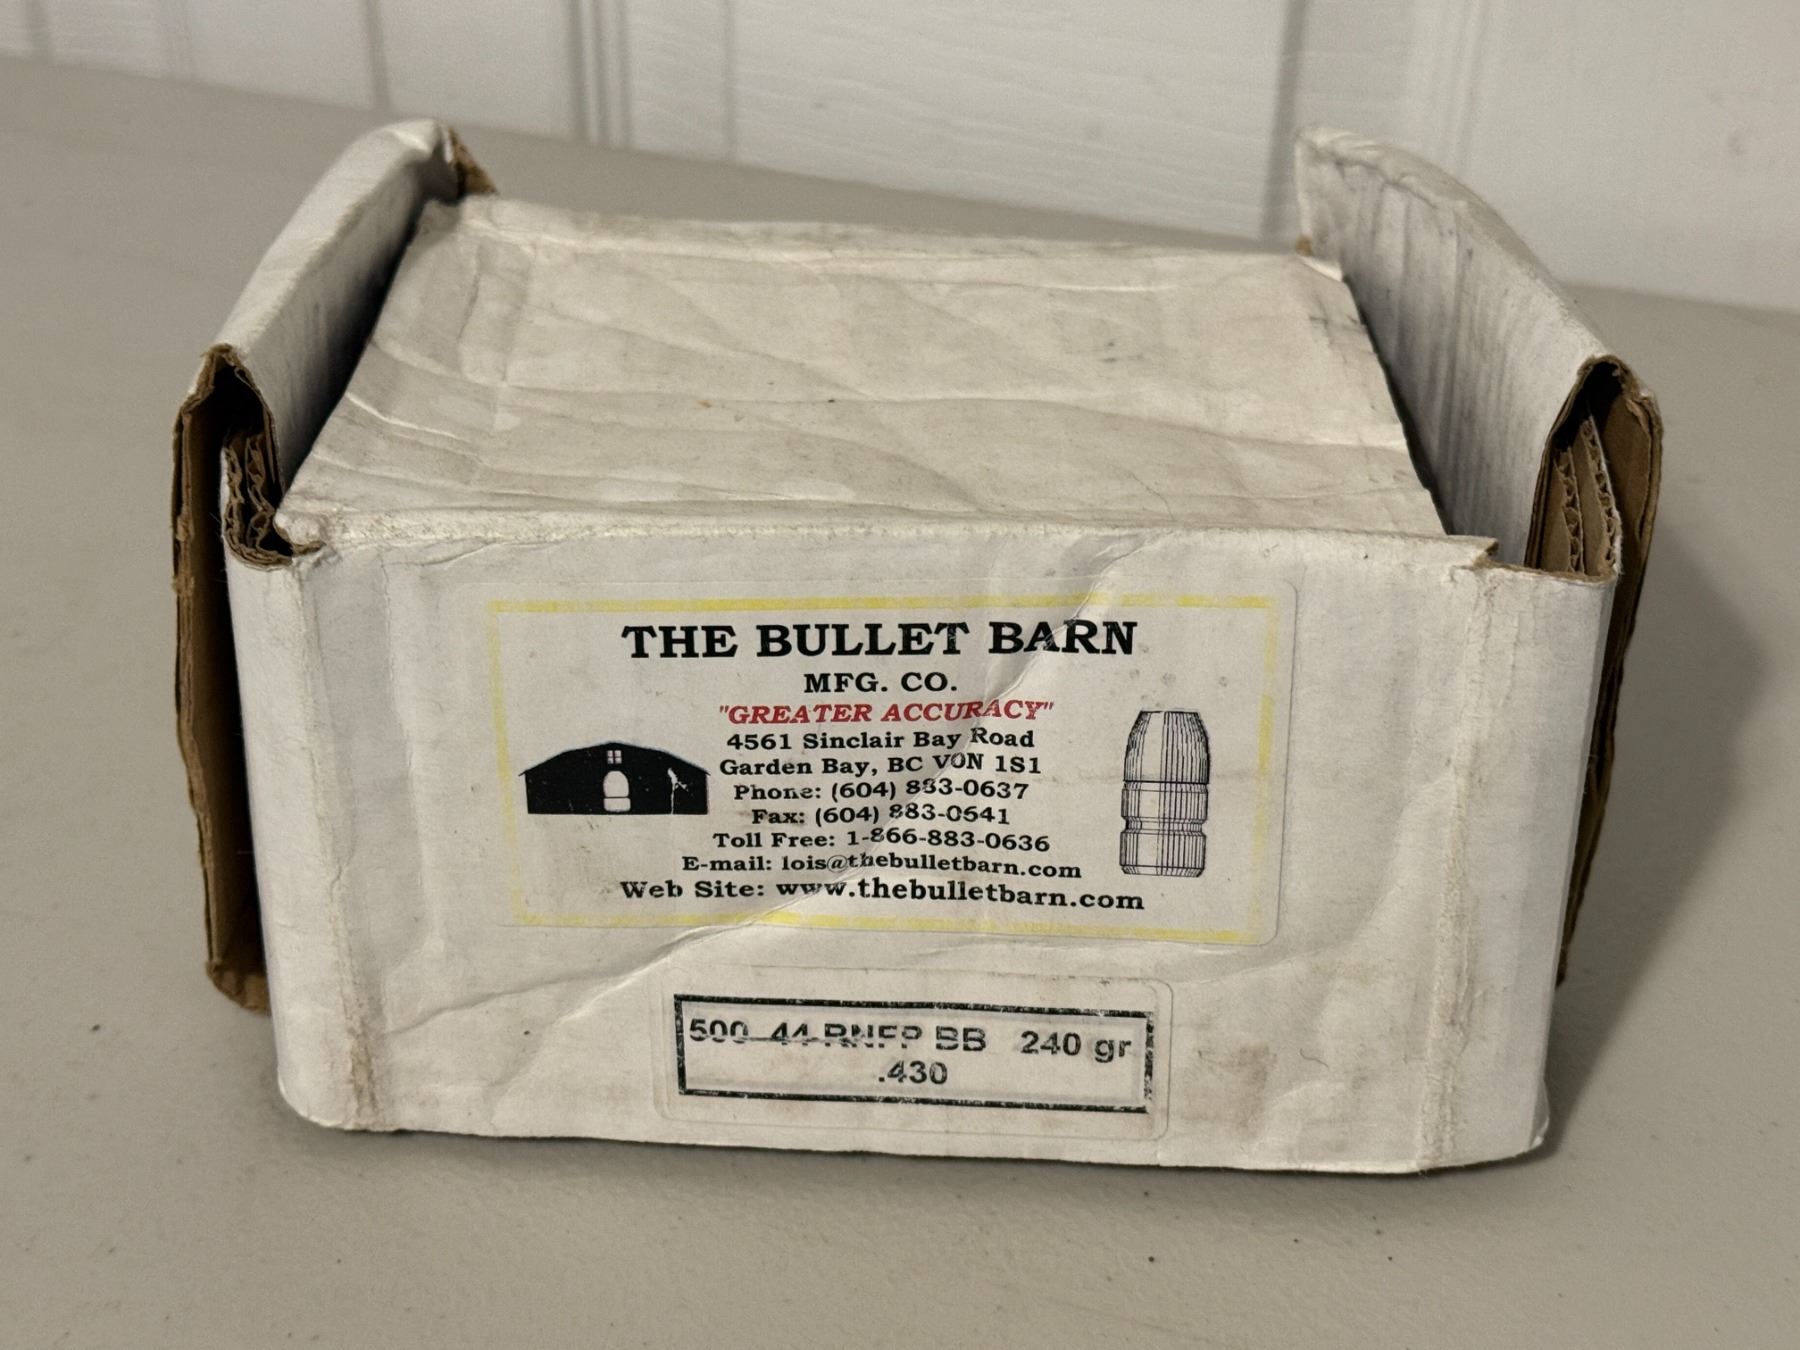 THE BULLET BARN
MFG. CO.
"GREATER ACCURACY"
4561 Sinclair Bay Road
Garden Bay, BC VON 1S1
Phone: (604) 883-0637
Fax: (604) 883-0541
Toll Free: 1-866-883-0636
E-mail: lois@thebulletbarn.com
Web Site: www.thebulletbarn.com
500 44 RNFP BB 240 gr
.430